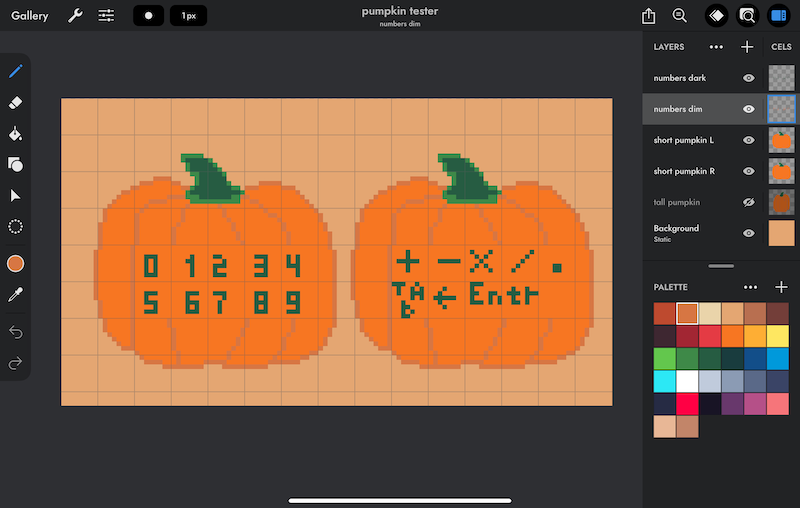 Gallery
1px
pumpkin tester
numbers dim
LAYERS
CELS
numbers dark
numbers dim
short pumpkin L
short pumpkin R
tall pumpkin
Background
Static
PALETTE
0 1 2 3 4
5 6 7 8 9
+ − × / .
TAB ← Entr